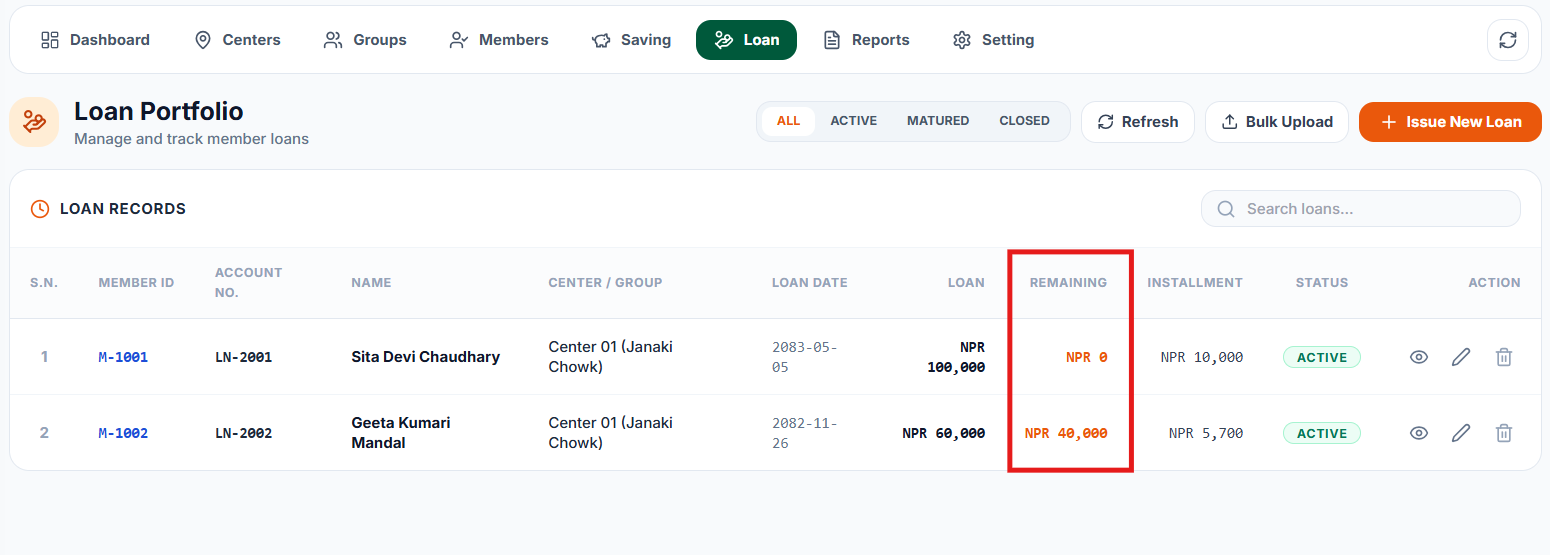 Dashboard Centers Groups Members Saving Loan Reports Setting
Loan Portfolio
Manage and track member loans
ALL ACTIVE MATURED CLOSED Refresh Bulk Upload Issue New Loan
LOAN RECORDS
Search loans...
S.N. MEMBER ID ACCOUNT NO. NAME CENTER / GROUP LOAN DATE LOAN REMAINING INSTALLMENT STATUS ACTION
1 M-1001 LN-2001 Sita Devi Chaudhary Center 01 (Janaki Chowk) 2083-05-05 NPR 100,000 NPR 0 NPR 10,000 ACTIVE
2 M-1002 LN-2002 Geeta Kumari Mandal Center 01 (Janaki Chowk) 2082-11-26 NPR 60,000 NPR 40,000 NPR 5,700 ACTIVE